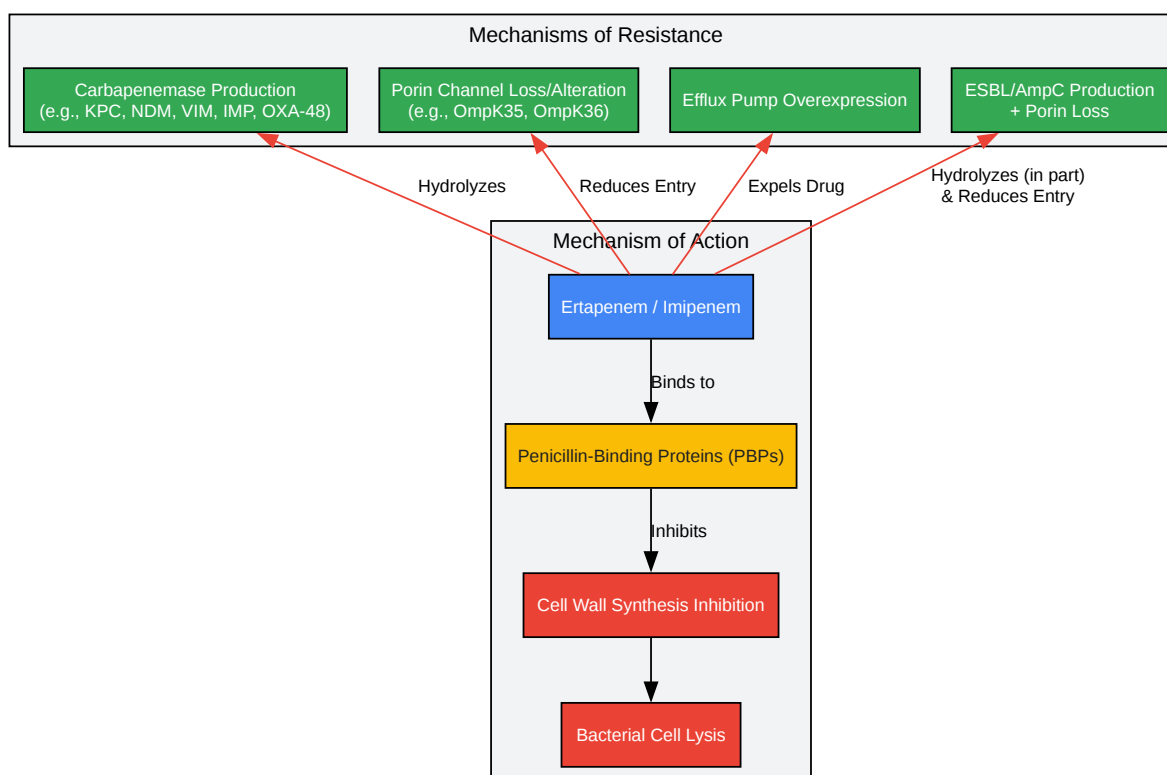 Mechanisms of Resistance
Carbapenemase Production
(e.g., KPC, NDM, VIM, IMP, OXA-48)
Porin Channel Loss/Alteration
(e.g., OmpK35, OmpK36)
Efflux Pump Overexpression
ESBL/AmpC Production
+ Porin Loss
Hydrolyzes
Reduces Entry
Expels Drug
Hydrolyzes (in part)
& Reduces Entry
Mechanism of Action
Ertapenem / Imipenem
Binds to
Penicillin-Binding Proteins (PBPs)
Inhibits
Cell Wall Synthesis Inhibition
Bacterial Cell Lysis